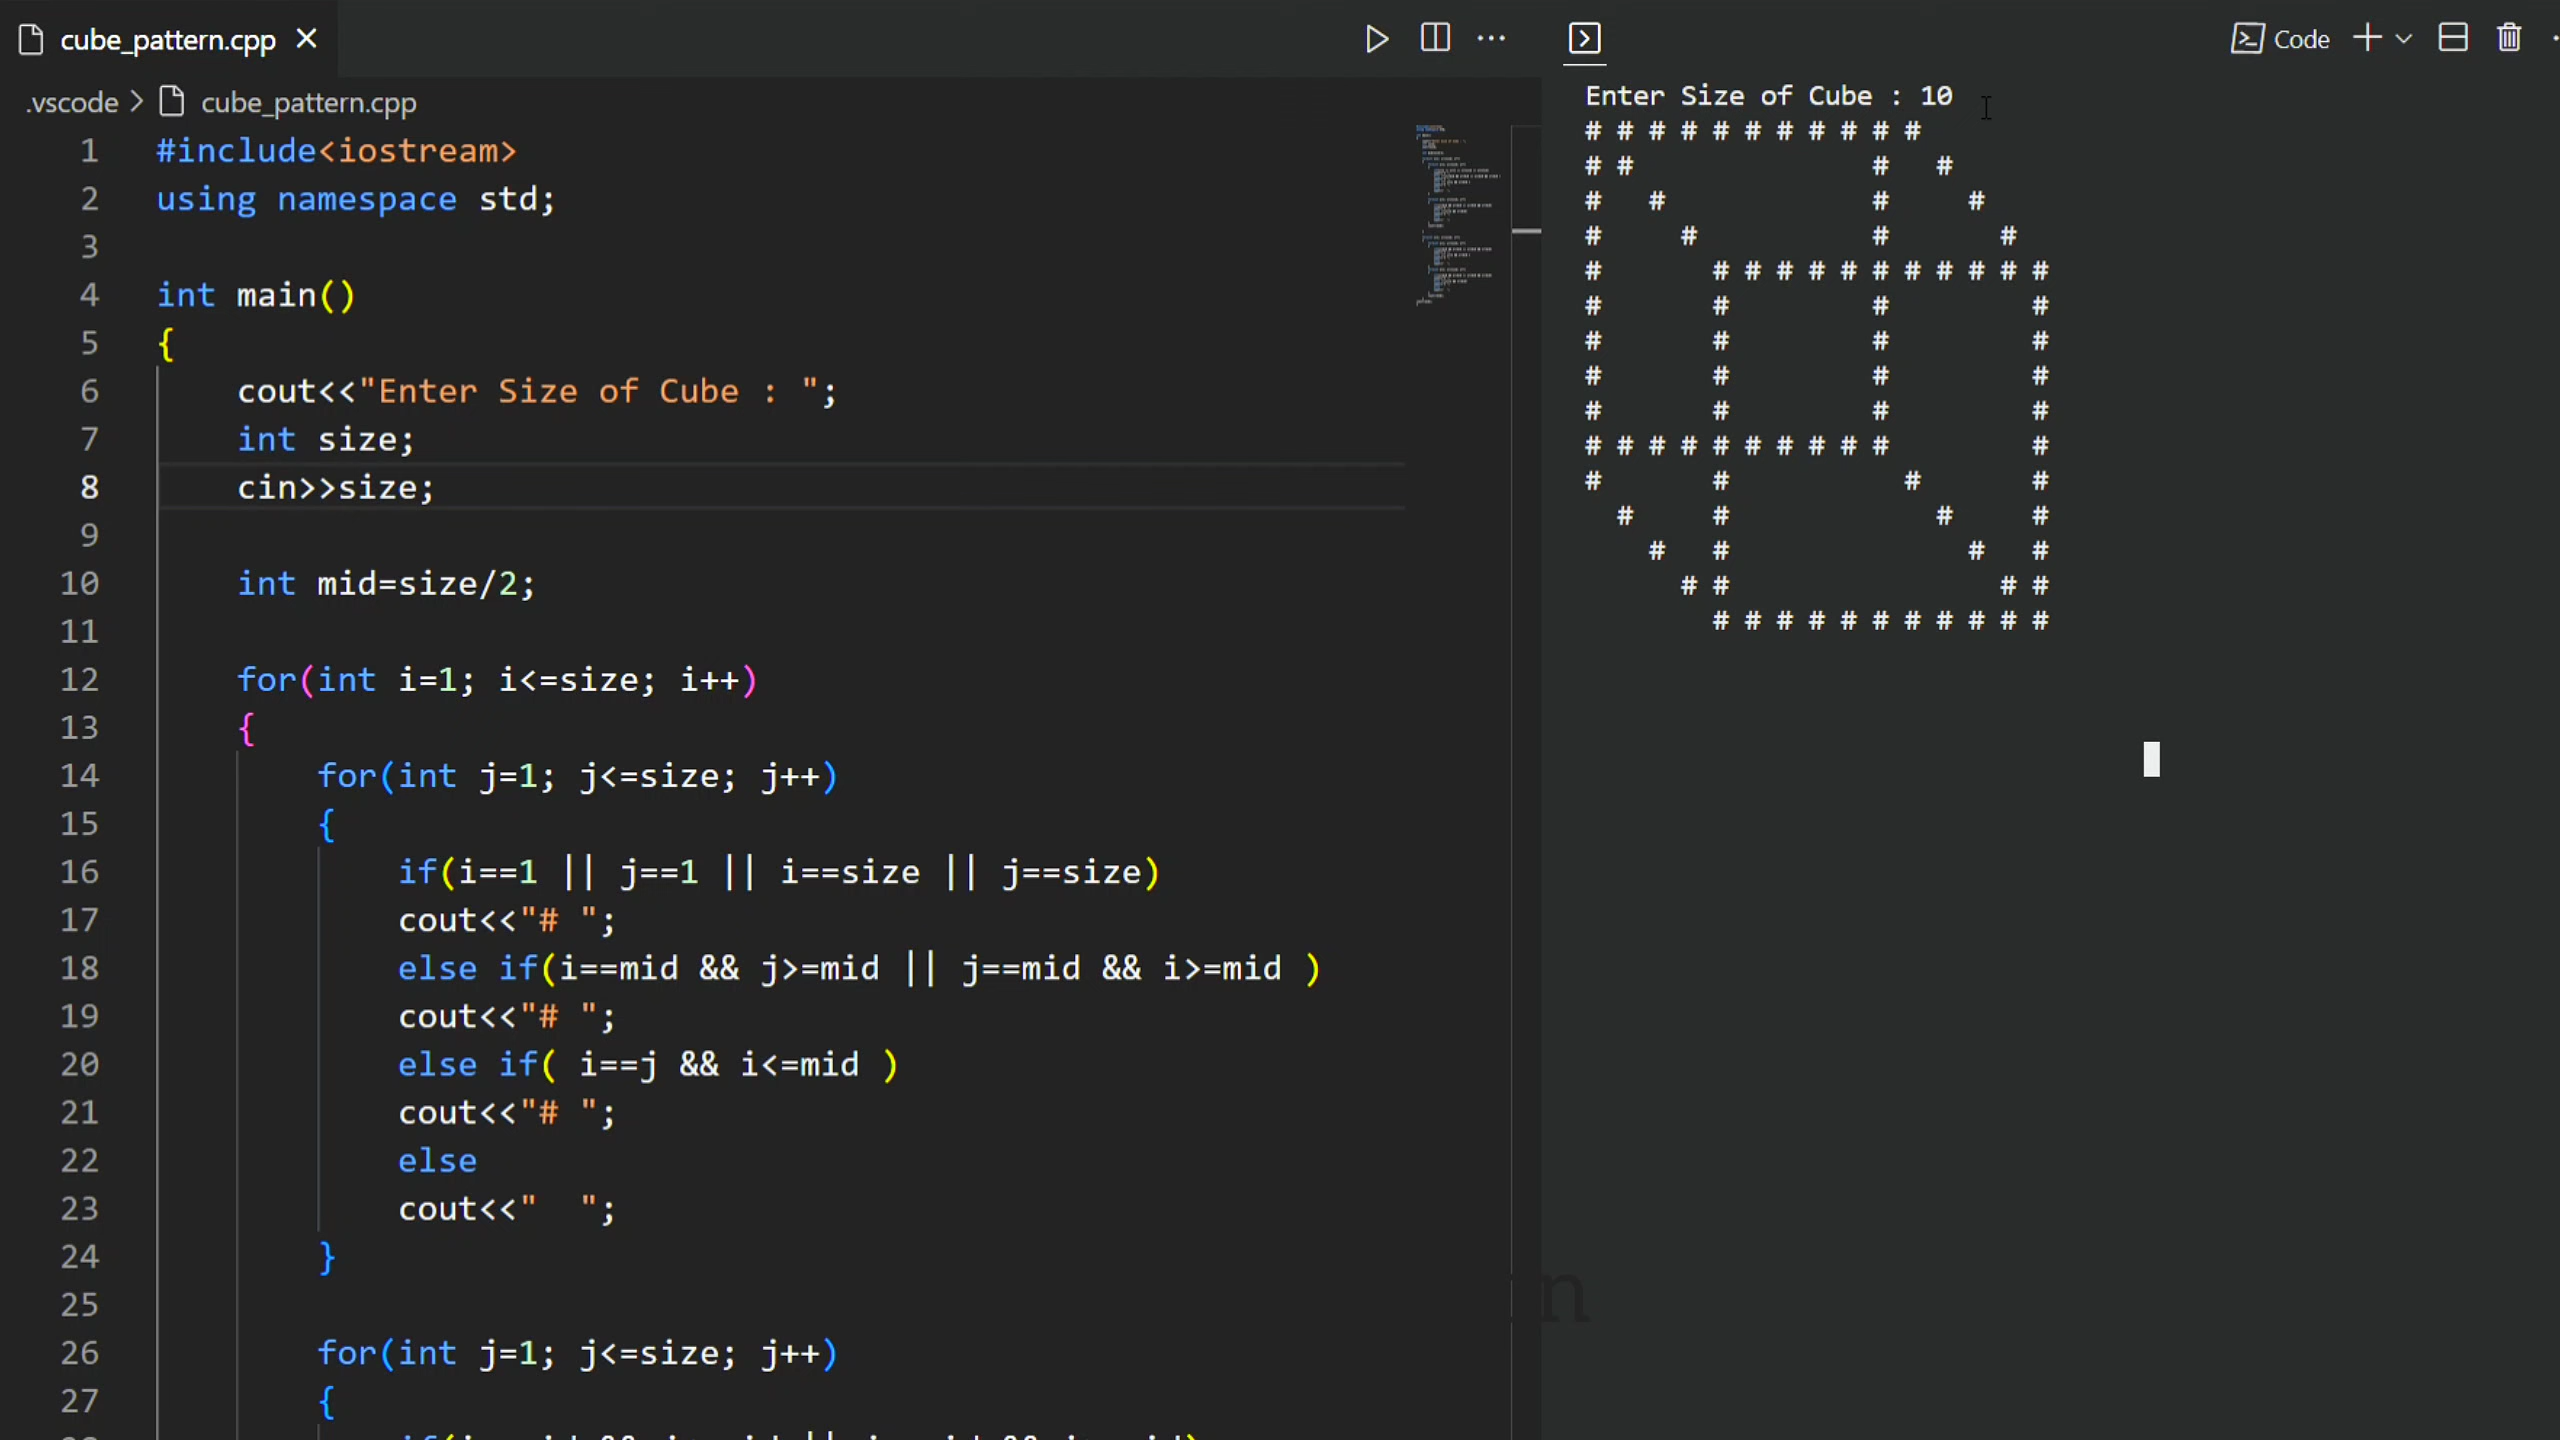 cube_pattern.cpp
Code
.vscode > cube_pattern.cpp
1 #include<iostream>
2 using namespace std;
3
4 int main()
5 {
6     cout<<"Enter Size of Cube : ";
7     int size;
8     cin>>size;
9
10     int mid=size/2;
11
12     for(int i=1; i<=size; i++)
13     {
14         for(int j=1; j<=size; j++)
15         {
16             if(i==1 || j==1 || i==size || j==size)
17             cout<<"# ";
18             else if(i==mid && j>=mid || j==mid && i>=mid )
19             cout<<"# ";
20             else if( i==j && i<=mid )
21             cout<<"# ";
22             else
23             cout<<"  ";
24         }
25
26         for(int j=1; j<=size; j++)
27         {
Enter Size of Cube : 10
# # # # # # # # # # #
# #               #   #
#   #             #     #
#     #           #       #
#       # # # # # # # # # # #
#       #         #         #
#       #         #         #
#       #         #         #
#       #         #         #
# # # # # # # # # #         #
#       #           #       #
  #     #             #     #
    #   #               #   #
      # #                 # #
        # # # # # # # # # # #